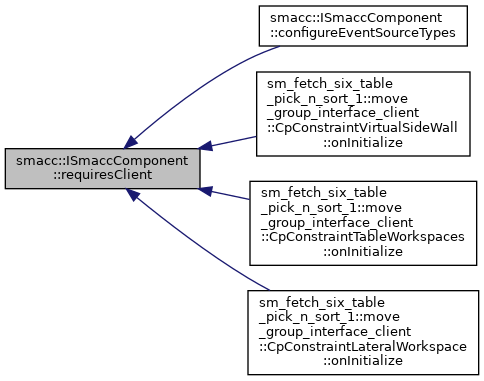 smacc::ISmaccComponent
::requiresClient
smacc::ISmaccComponent
::configureEventSourceTypes
sm_fetch_six_table
_pick_n_sort_1::move
_group_interface_client
::CpConstraintVirtualSideWall
::onInitialize
sm_fetch_six_table
_pick_n_sort_1::move
_group_interface_client
::CpConstraintTableWorkspaces
::onInitialize
sm_fetch_six_table
_pick_n_sort_1::move
_group_interface_client
::CpConstraintLateralWorkspace
::onInitialize